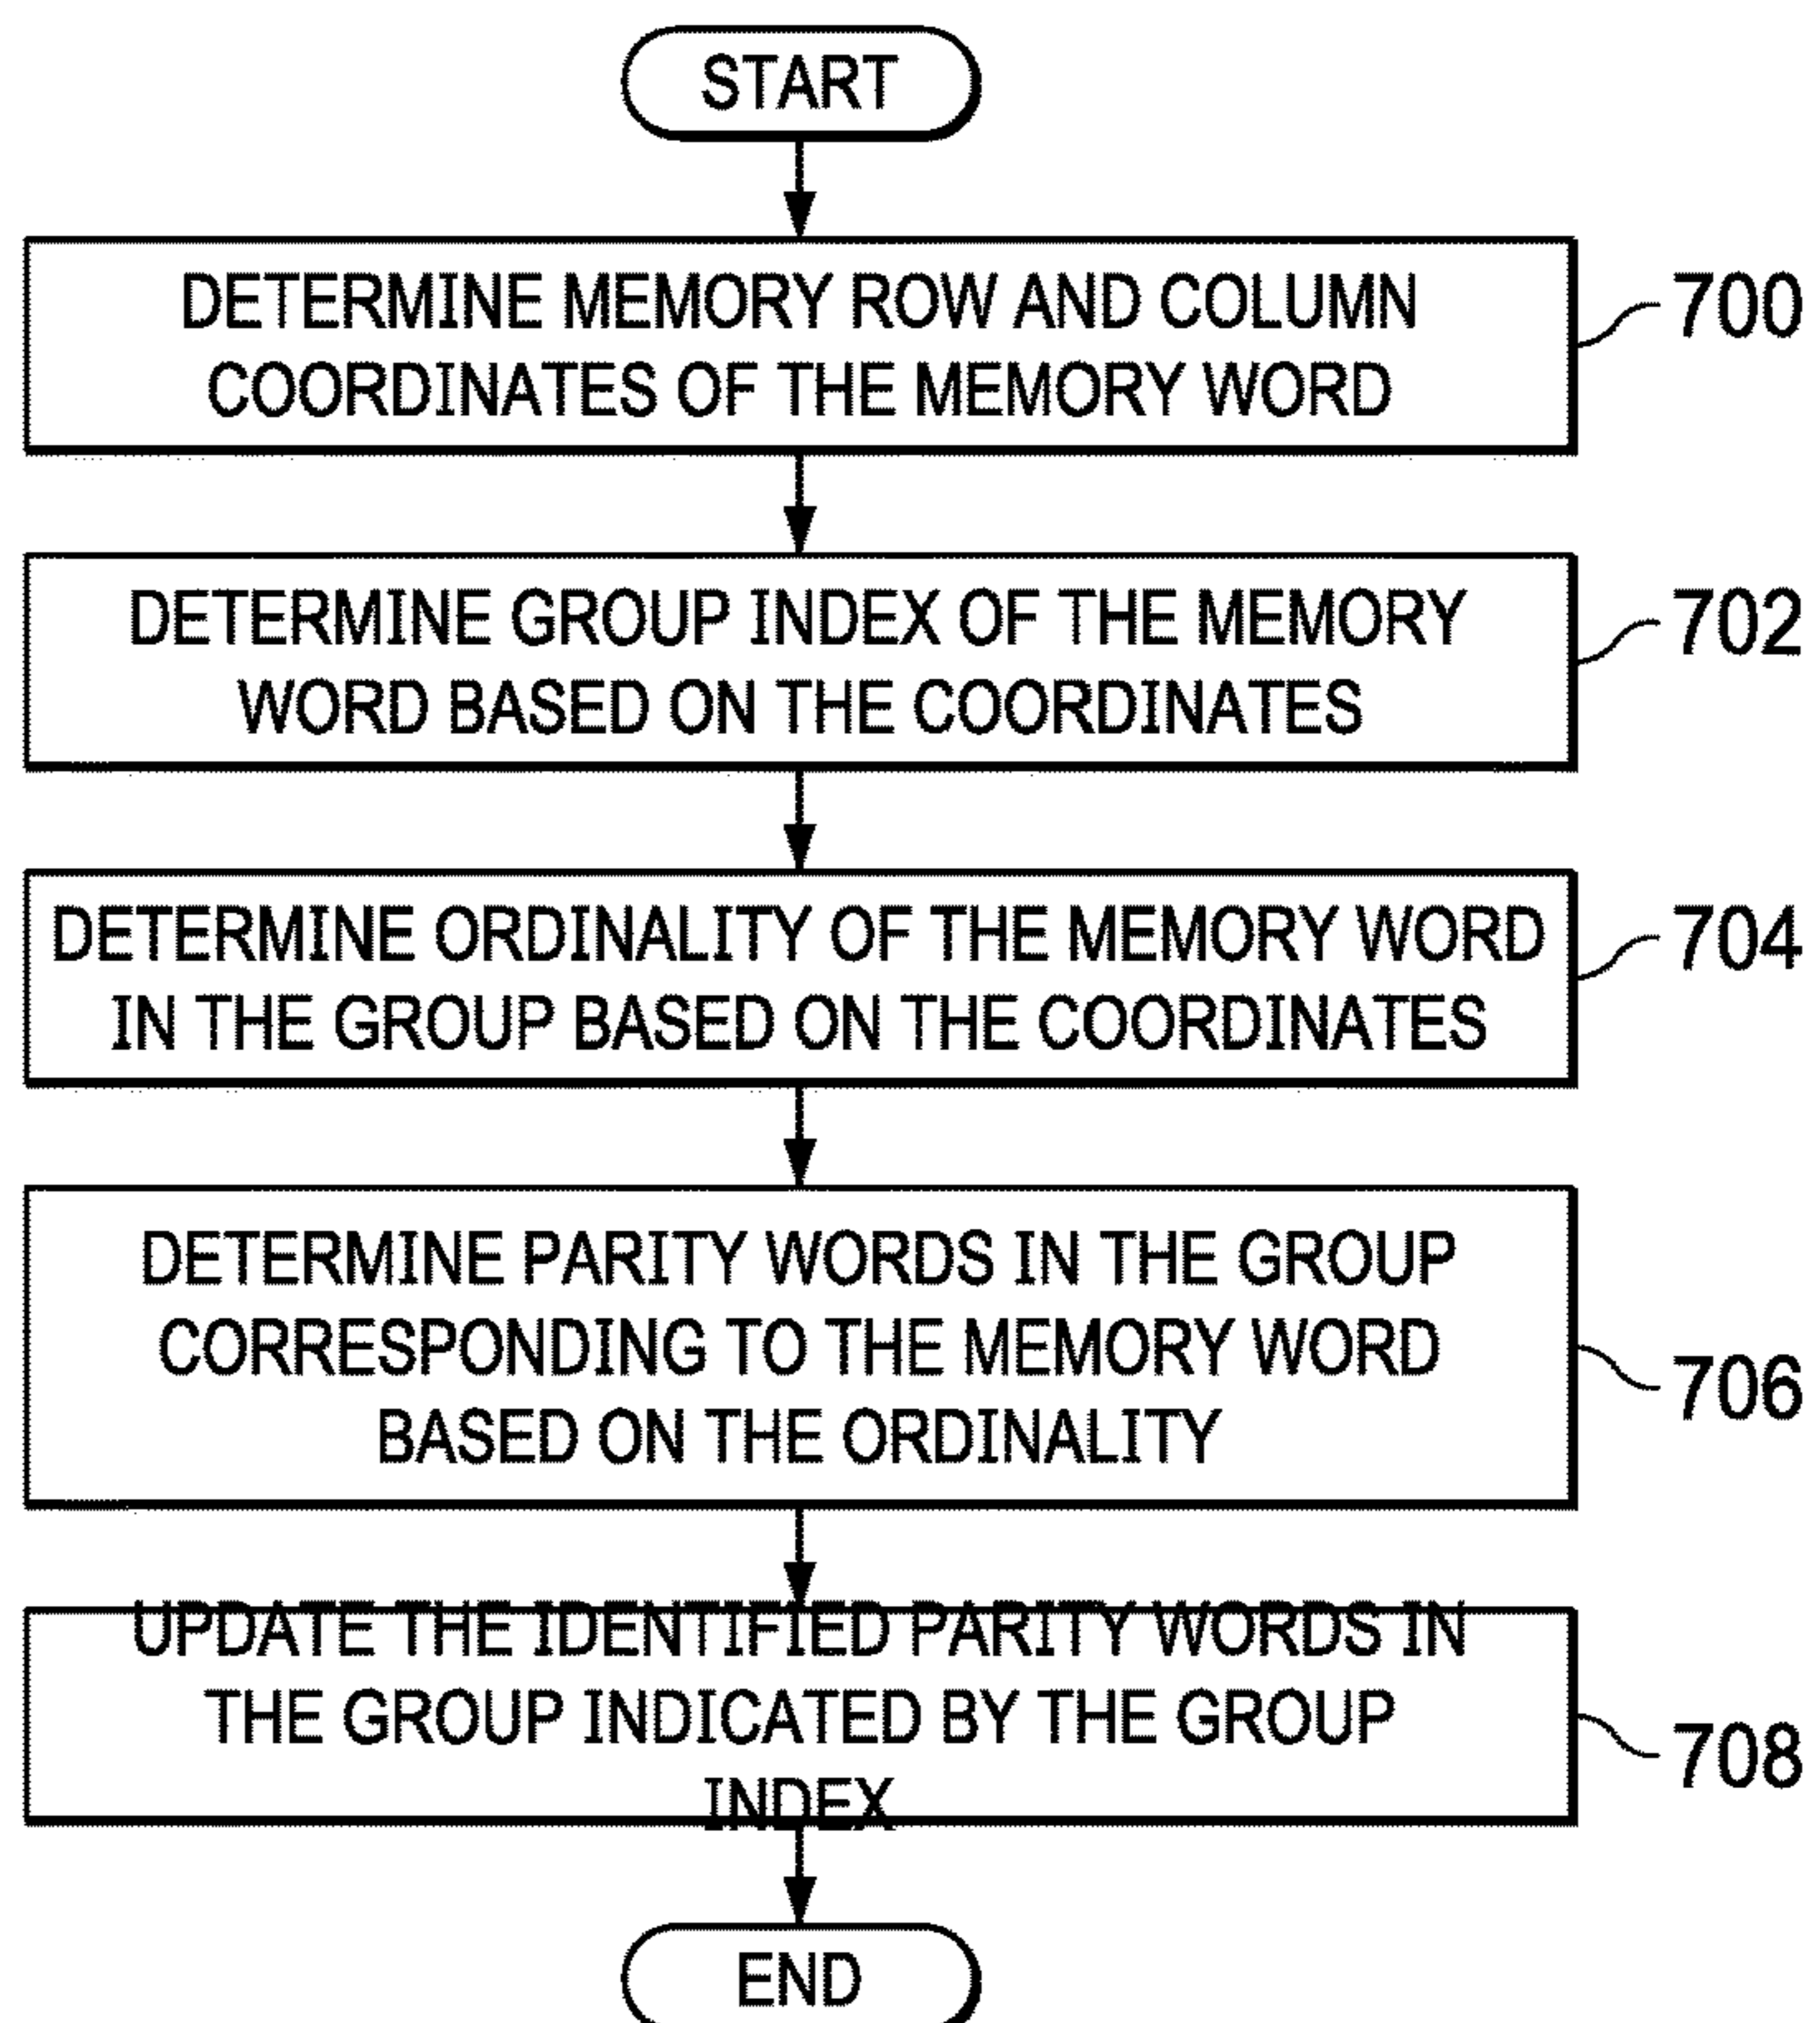 START
DETERMINE MEMORY ROW AND COLUMN
COORDINATES OF THE MEMORY WORD
700
DETERMINE GROUP INDEX OF THE MEMORY
WORD BASED ON THE COORDINATES
702
DETERMINE ORDINALITY OF THE MEMORY WORD
IN THE GROUP BASED ON THE COORDINATES
704
DETERMINE PARITY WORDS IN THE GROUP
CORRESPONDING TO THE MEMORY WORD
BASED ON THE ORDINALITY
706
UPDATE THE IDENTIFIED PARITY WORDS IN
THE GROUP INDICATED BY THE GROUP
INDEX
708
END